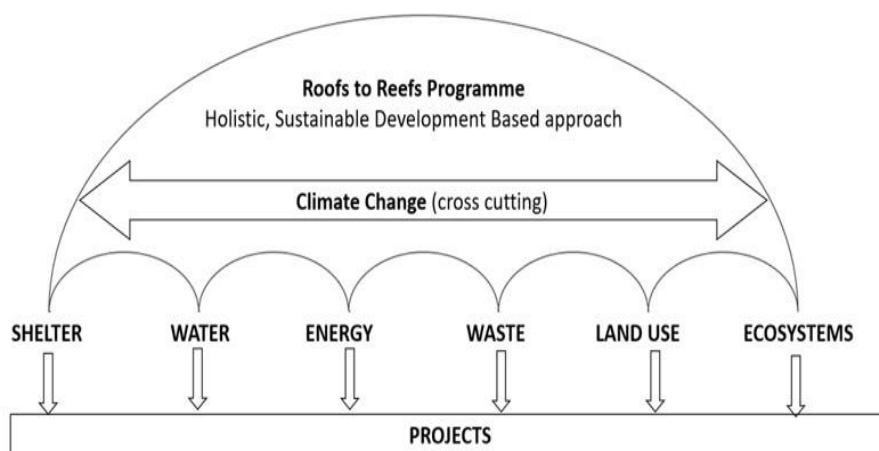 Roofs to Reefs Programme
Holistic, Sustainable Development Based approach
Climate Change (cross cutting)
SHELTER WATER ENERGY WASTE LAND USE ECOSYSTEMS
PROJECTS